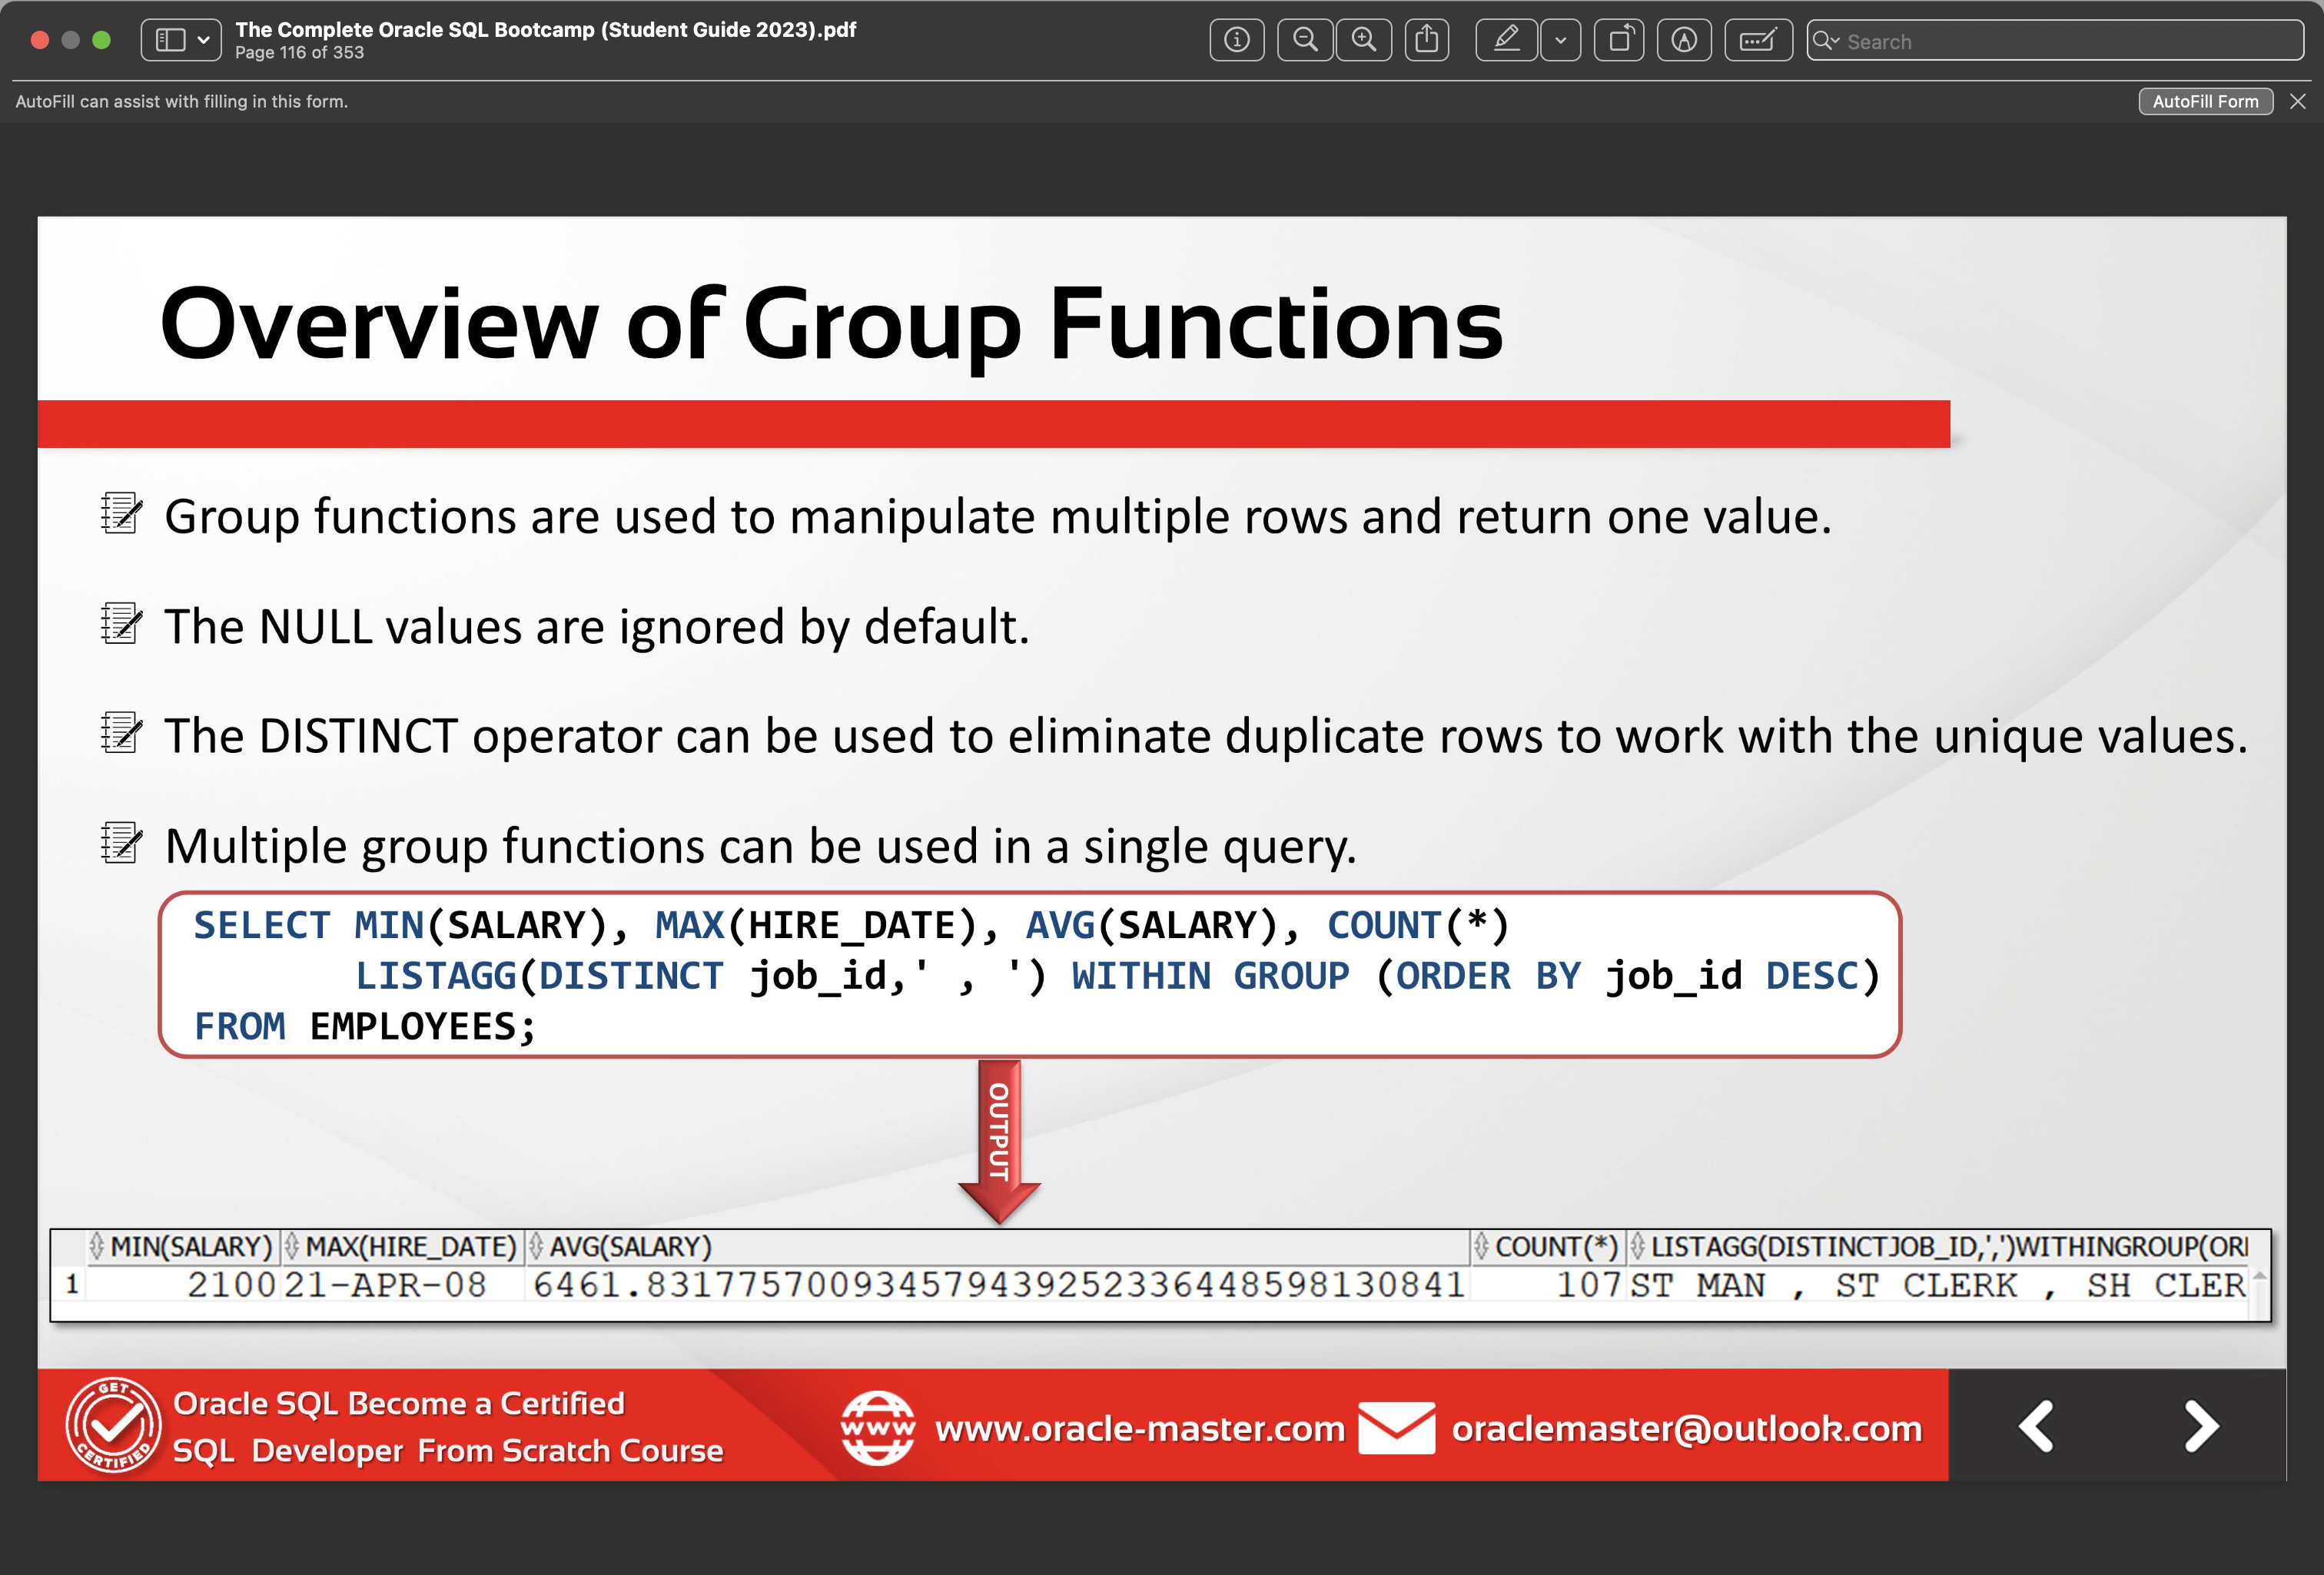 The Complete Oracle SQL Bootcamp (Student Guide 2023).pdf
Page 116 of 353
Search
AutoFill can assist with filling in this form.
AutoFill Form
Overview of Group Functions
Group functions are used to manipulate multiple rows and return one value.
The NULL values are ignored by default.
The DISTINCT operator can be used to eliminate duplicate rows to work with the unique values.
Multiple group functions can be used in a single query.
SELECT MIN(SALARY), MAX(HIRE_DATE), AVG(SALARY), COUNT(*)
LISTAGG(DISTINCT job_id,' , ') WITHIN GROUP (ORDER BY job_id DESC)
FROM EMPLOYEES;
OUTPUT
MIN(SALARY) MAX(HIRE_DATE) AVG(SALARY) COUNT(*) LISTAGG(DISTINCTJOB_ID,',')WITHINGROUP(OR
1 2100 21-APR-08 6461.831775700934579439252336448598130841 107 ST MAN , ST CLERK , SH CLER
GET CERTIFIED
Oracle SQL Become a Certified
SQL Developer From Scratch Course
www
www.oracle-master.com
oraclemaster@outlook.com